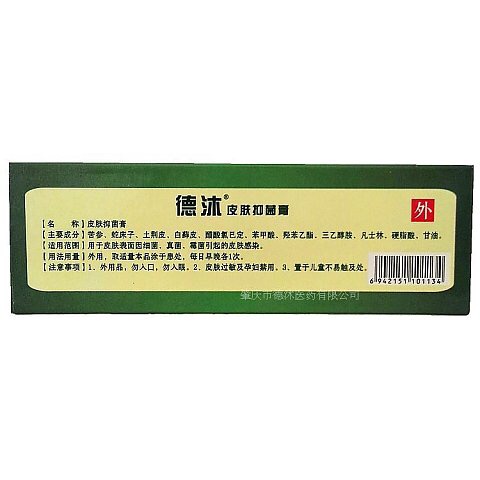 德沐® 皮肤抑菌膏
外
【名 称】皮肤抑菌膏
【主要成分】苦参、蛇床子、土荆皮、白藓皮、醋酸氯已定、苯甲酸、羟苯乙酯、三乙醇胺、凡士林、硬脂酸、甘油。
【适用范围】用于皮肤表面因细菌、真菌、霉菌引起的皮肤感染。
【用法用量】外用，取适量本品涂于患处，每日早晚各1次。
【注意事项】1、外用品，勿入口，勿入眼。2、皮肤过敏及孕妇禁用。3、置于儿童不易触及处。
6 942151 101134
肇庆市德沐医药有限公司